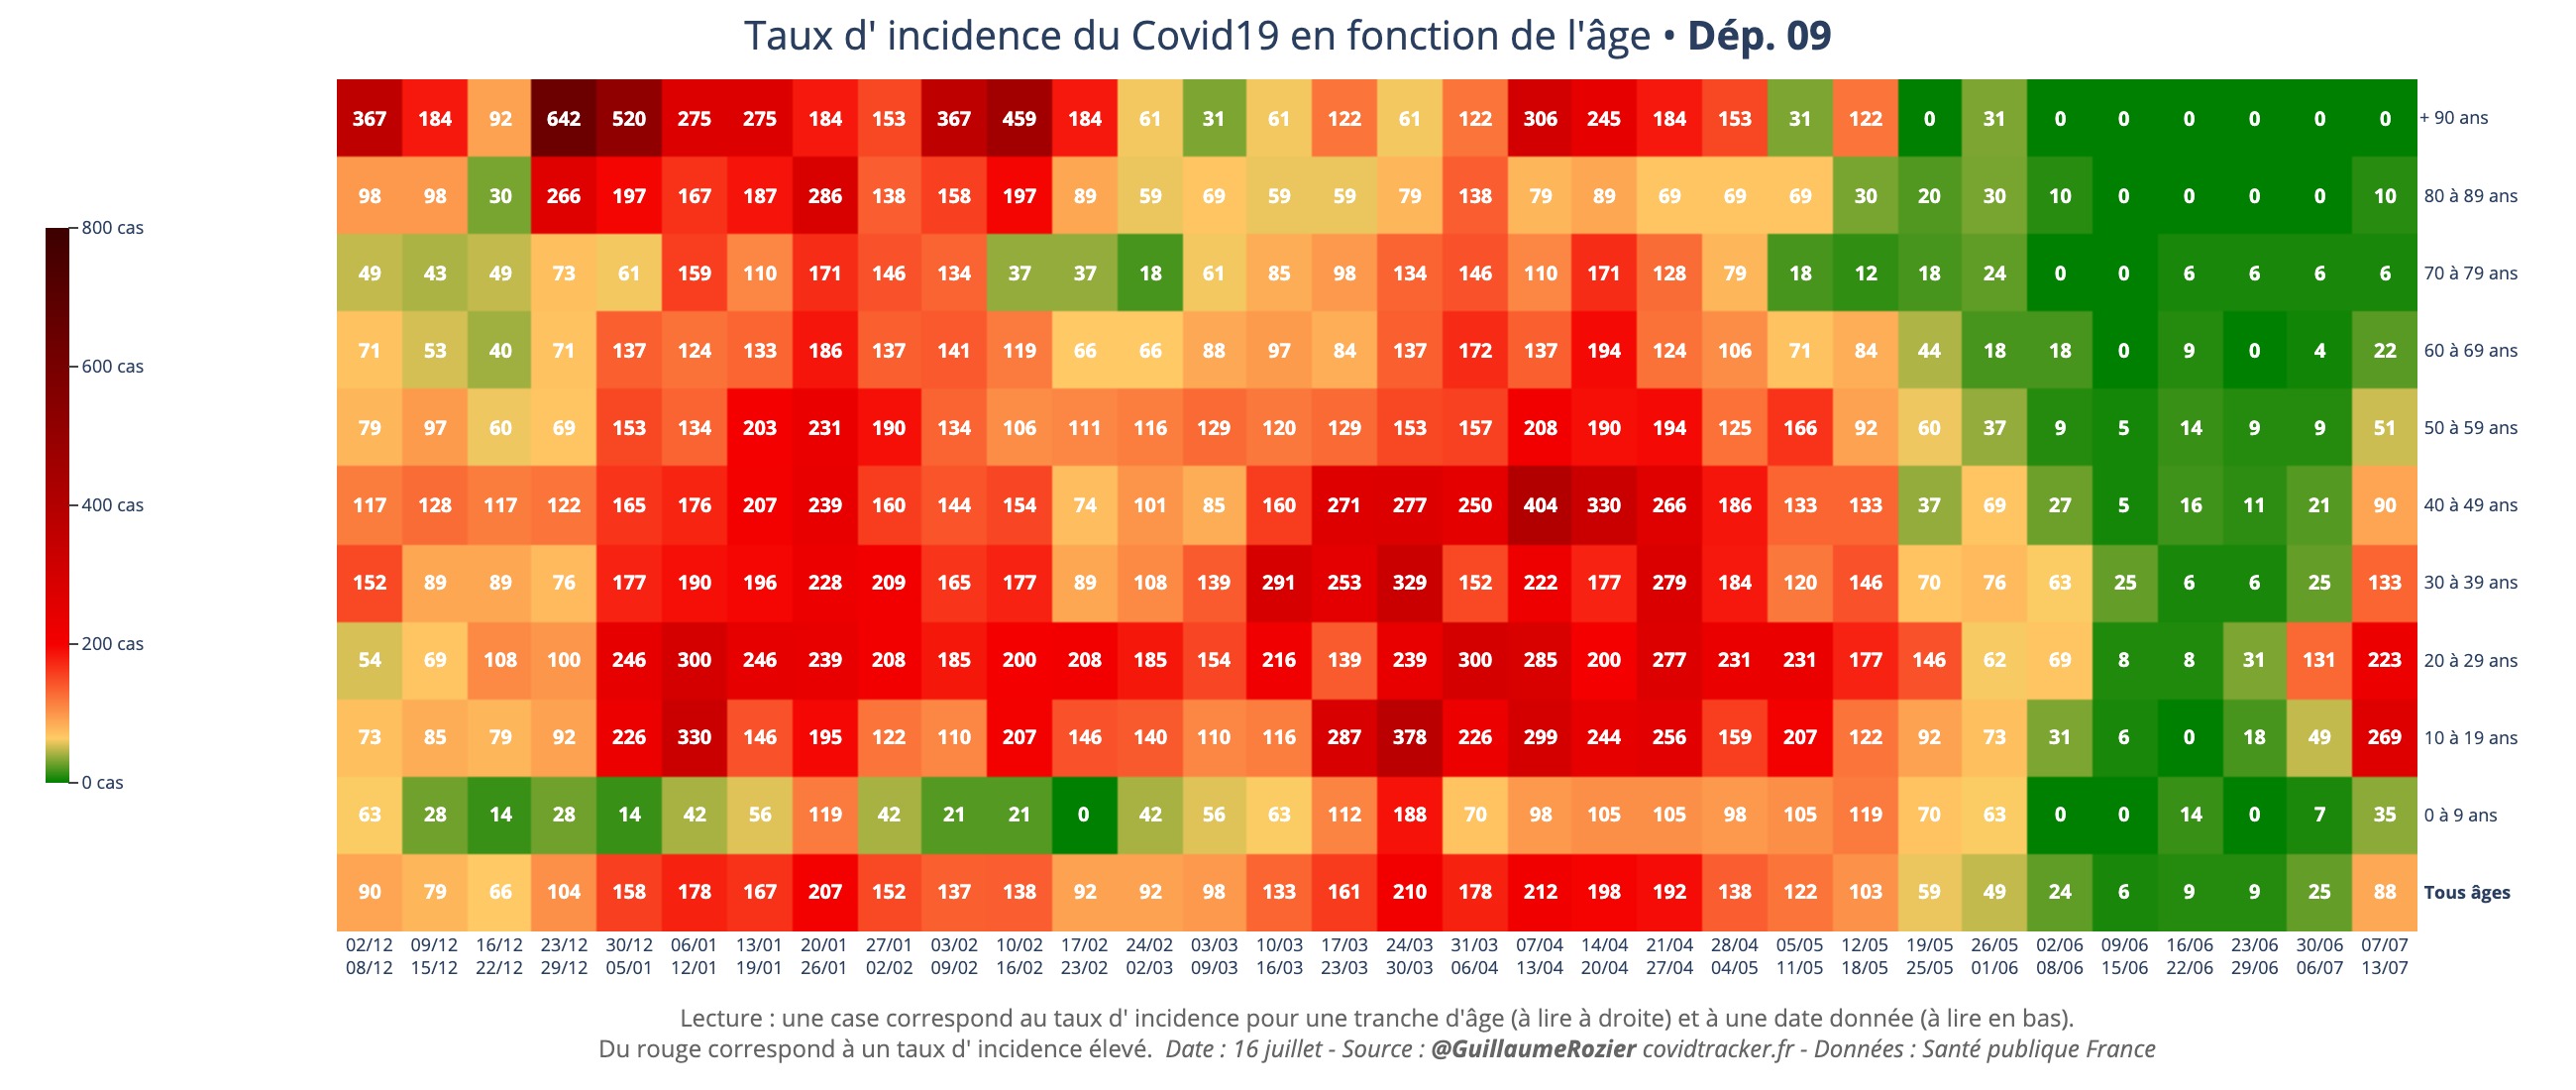 Taux d' incidence du Covid19 en fonction de l'âge • Dép. 09
367 184 92 642 520 275 275 184 153 367 459 184 61 31 61 122 61 122 306 245 184 153 31 122 0 31 0 0 0 0 0 0 + 90 ans
98 98 30 266 197 167 187 286 138 158 197 89 59 69 59 59 79 138 79 89 69 69 69 30 20 30 10 0 0 0 0 10 80 à 89 ans
800 cas
49 43 49 73 61 159 110 171 146 134 37 37 18 61 85 98 134 146 110 171 128 79 18 12 18 24 0 0 6 6 6 6 70 à 79 ans
71 53 40 71 137 124 133 186 137 141 119 66 66 88 97 84 137 172 137 194 124 106 71 84 44 18 18 0 9 0 4 22 60 à 69 ans
600 cas
79 97 60 69 153 134 203 231 190 134 106 111 116 129 120 129 153 157 208 190 194 125 166 92 60 37 9 5 14 9 9 51 50 à 59 ans
400 cas
117 128 117 122 165 176 207 239 160 144 154 74 101 85 160 271 277 250 404 330 266 186 133 133 37 69 27 5 16 11 21 90 40 à 49 ans
152 89 89 76 177 190 196 228 209 165 177 89 108 139 291 253 329 152 222 177 279 184 120 146 70 76 63 25 6 6 25 133 30 à 39 ans
200 cas
54 69 108 100 246 300 246 239 208 185 200 208 185 154 216 139 239 300 285 200 277 231 231 177 146 62 69 8 8 31 131 223 20 à 29 ans
73 85 79 92 226 330 146 195 122 110 207 146 140 110 116 287 378 226 299 244 256 159 207 122 92 73 31 6 0 18 49 269 10 à 19 ans
0 cas
63 28 14 28 14 42 56 119 42 21 21 0 42 56 63 112 188 70 98 105 105 98 105 119 70 63 0 0 14 0 7 35 0 à 9 ans
90 79 66 104 158 178 167 207 152 137 138 92 92 98 133 161 210 178 212 198 192 138 122 103 59 49 24 6 9 9 25 88 Tous âges
02/12 09/12 16/12 23/12 30/12 06/01 13/01 20/01 27/01 03/02 10/02 17/02 24/02 03/03 10/03 17/03 24/03 31/03 07/04 14/04 21/04 28/04 05/05 12/05 19/05 26/05 02/06 09/06 16/06 23/06 30/06 07/07
08/12 15/12 22/12 29/12 05/01 12/01 19/01 26/01 02/02 09/02 16/02 23/02 02/03 09/03 16/03 23/03 30/03 06/04 13/04 20/04 27/04 04/05 11/05 18/05 25/05 01/06 08/06 15/06 22/06 29/06 06/07 13/07
Lecture : une case correspond au taux d' incidence pour une tranche d'âge (à lire à droite) et à une date donnée (à lire en bas).
Du rouge correspond à un taux d' incidence élevé. Date : 16 juillet - Source : @GuillaumeRozier covidtracker.fr - Données : Santé publique France